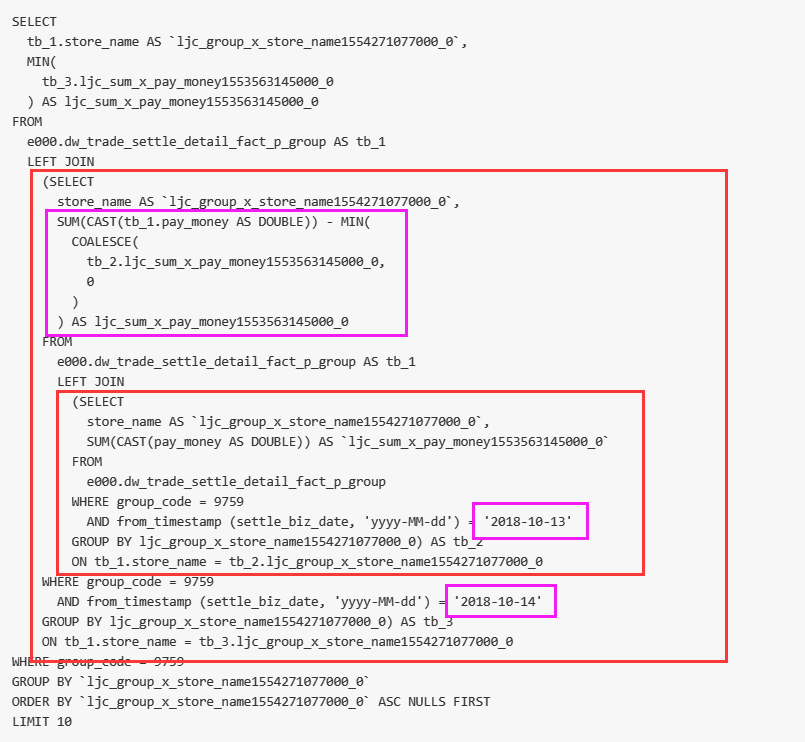 SELECT
tb_1.store_name AS `ljc_group_x_store_name1554271077000_0`,
MIN(
tb_3.ljc_sum_x_pay_money1553563145000_0
) AS ljc_sum_x_pay_money1553563145000_0
FROM
e000.dw_trade_settle_detail_fact_p_group AS tb_1
LEFT JOIN
(SELECT
store_name AS `ljc_group_x_store_name1554271077000_0`,
SUM(CAST(tb_1.pay_money AS DOUBLE)) - MIN(
COALESCE(
tb_2.ljc_sum_x_pay_money1553563145000_0,
0
)
) AS ljc_sum_x_pay_money1553563145000_0
FROM
e000.dw_trade_settle_detail_fact_p_group AS tb_1
LEFT JOIN
(SELECT
store_name AS `ljc_group_x_store_name1554271077000_0`,
SUM(CAST(pay_money AS DOUBLE)) AS `ljc_sum_x_pay_money1553563145000_0`
FROM
e000.dw_trade_settle_detail_fact_p_group
WHERE group_code = 9759
AND from_timestamp (settle_biz_date, 'yyyy-MM-dd') = '2018-10-13'
GROUP BY ljc_group_x_store_name1554271077000_0) AS tb_2
ON tb_1.store_name = tb_2.ljc_group_x_store_name1554271077000_0
WHERE group_code = 9759
AND from_timestamp (settle_biz_date, 'yyyy-MM-dd') = '2018-10-14'
GROUP BY ljc_group_x_store_name1554271077000_0) AS tb_3
ON tb_1.store_name = tb_3.ljc_group_x_store_name1554271077000_0
WHERE group_code = 9759
GROUP BY `ljc_group_x_store_name1554271077000_0`
ORDER BY `ljc_group_x_store_name1554271077000_0` ASC NULLS FIRST
LIMIT 10